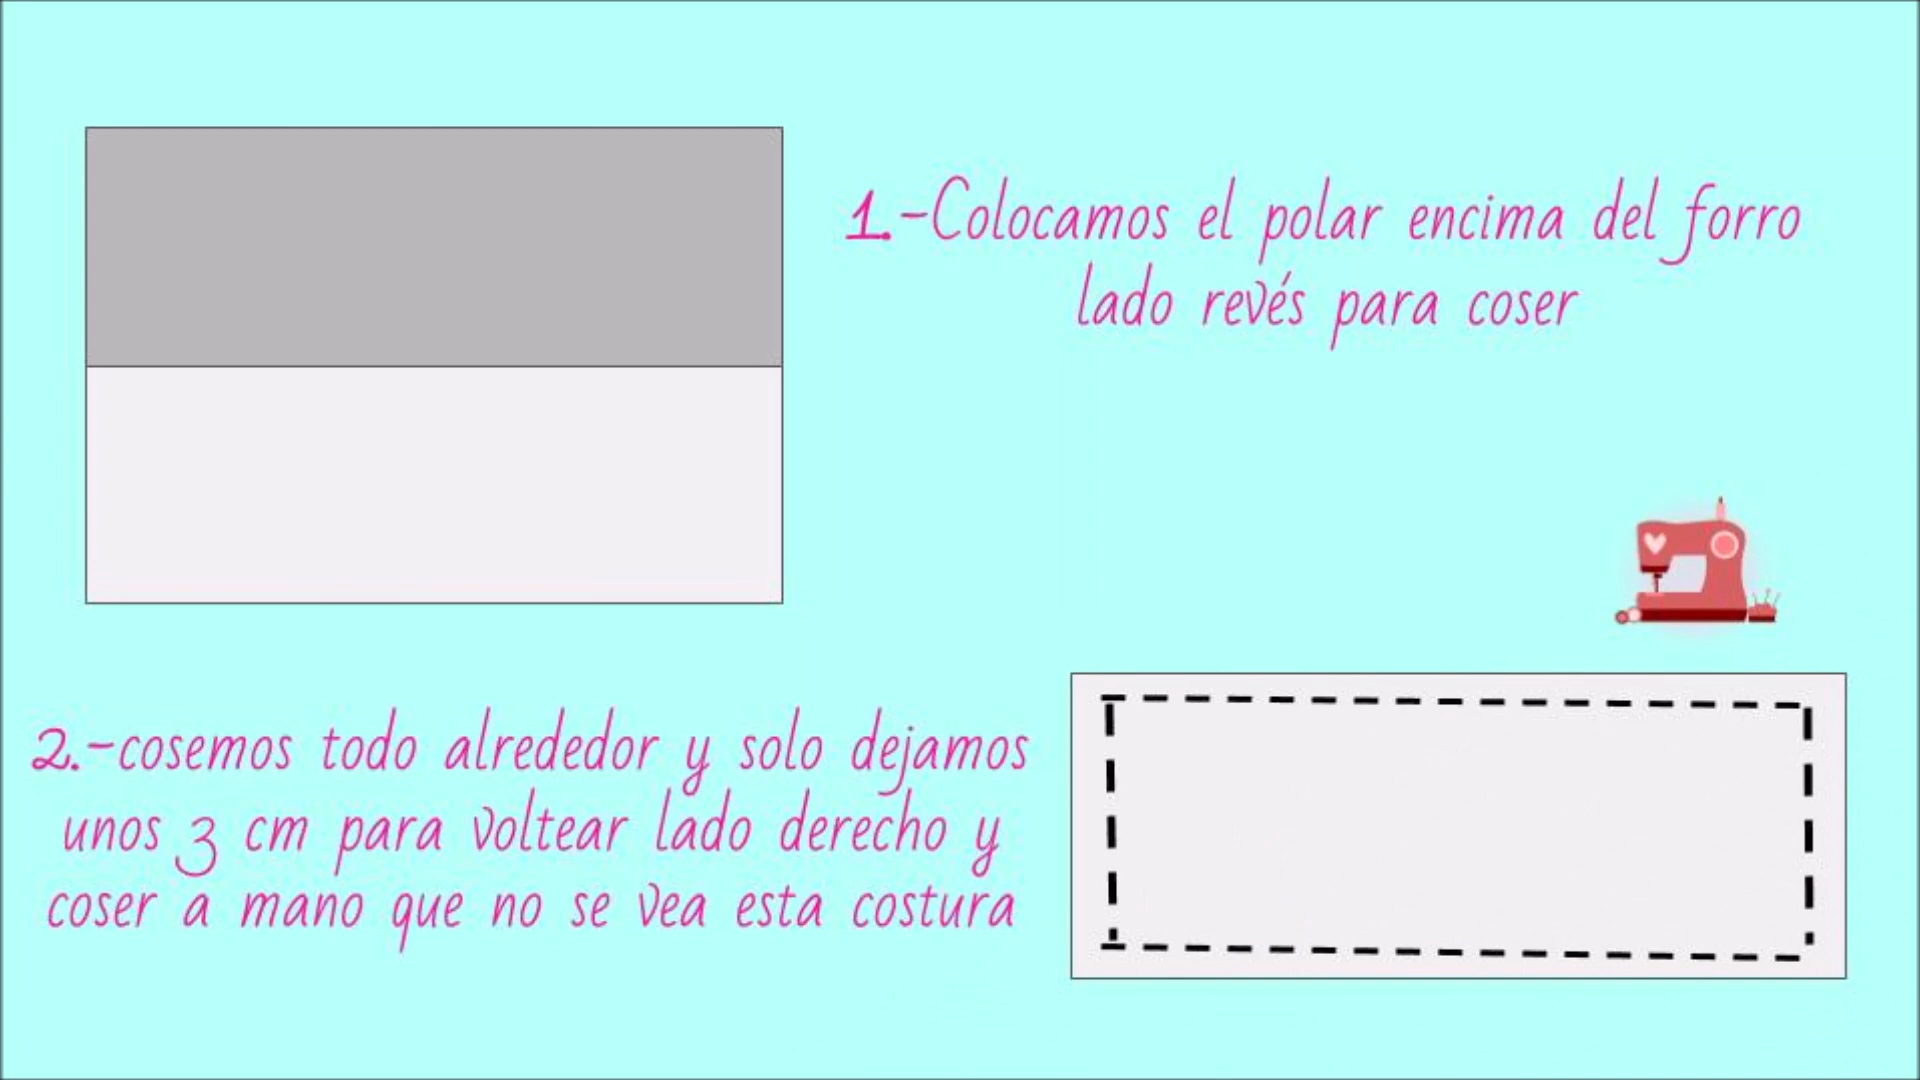 1.-Colocamos el polar encima del forro
lado revés para coser
2.-cosemos todo alrededor y solo dejamos
unos 3 cm para voltear lado derecho y
coser a mano que no se vea esta costura